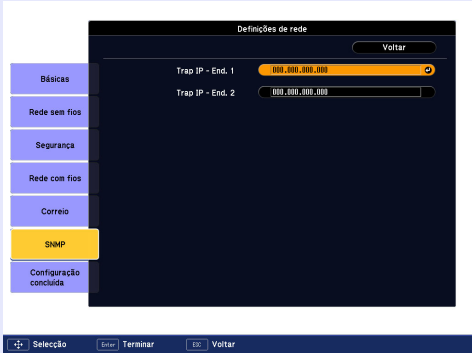 Definições de rede
Voltar
Trap IP - End. 1 000.000.000.000
Trap IP - End. 2 000.000.000.000
Básicas
Rede sem fios
Segurança
Rede com fios
Correio
SNMP
Configuração
concluída
Selecção Enter Terminar ESC Voltar